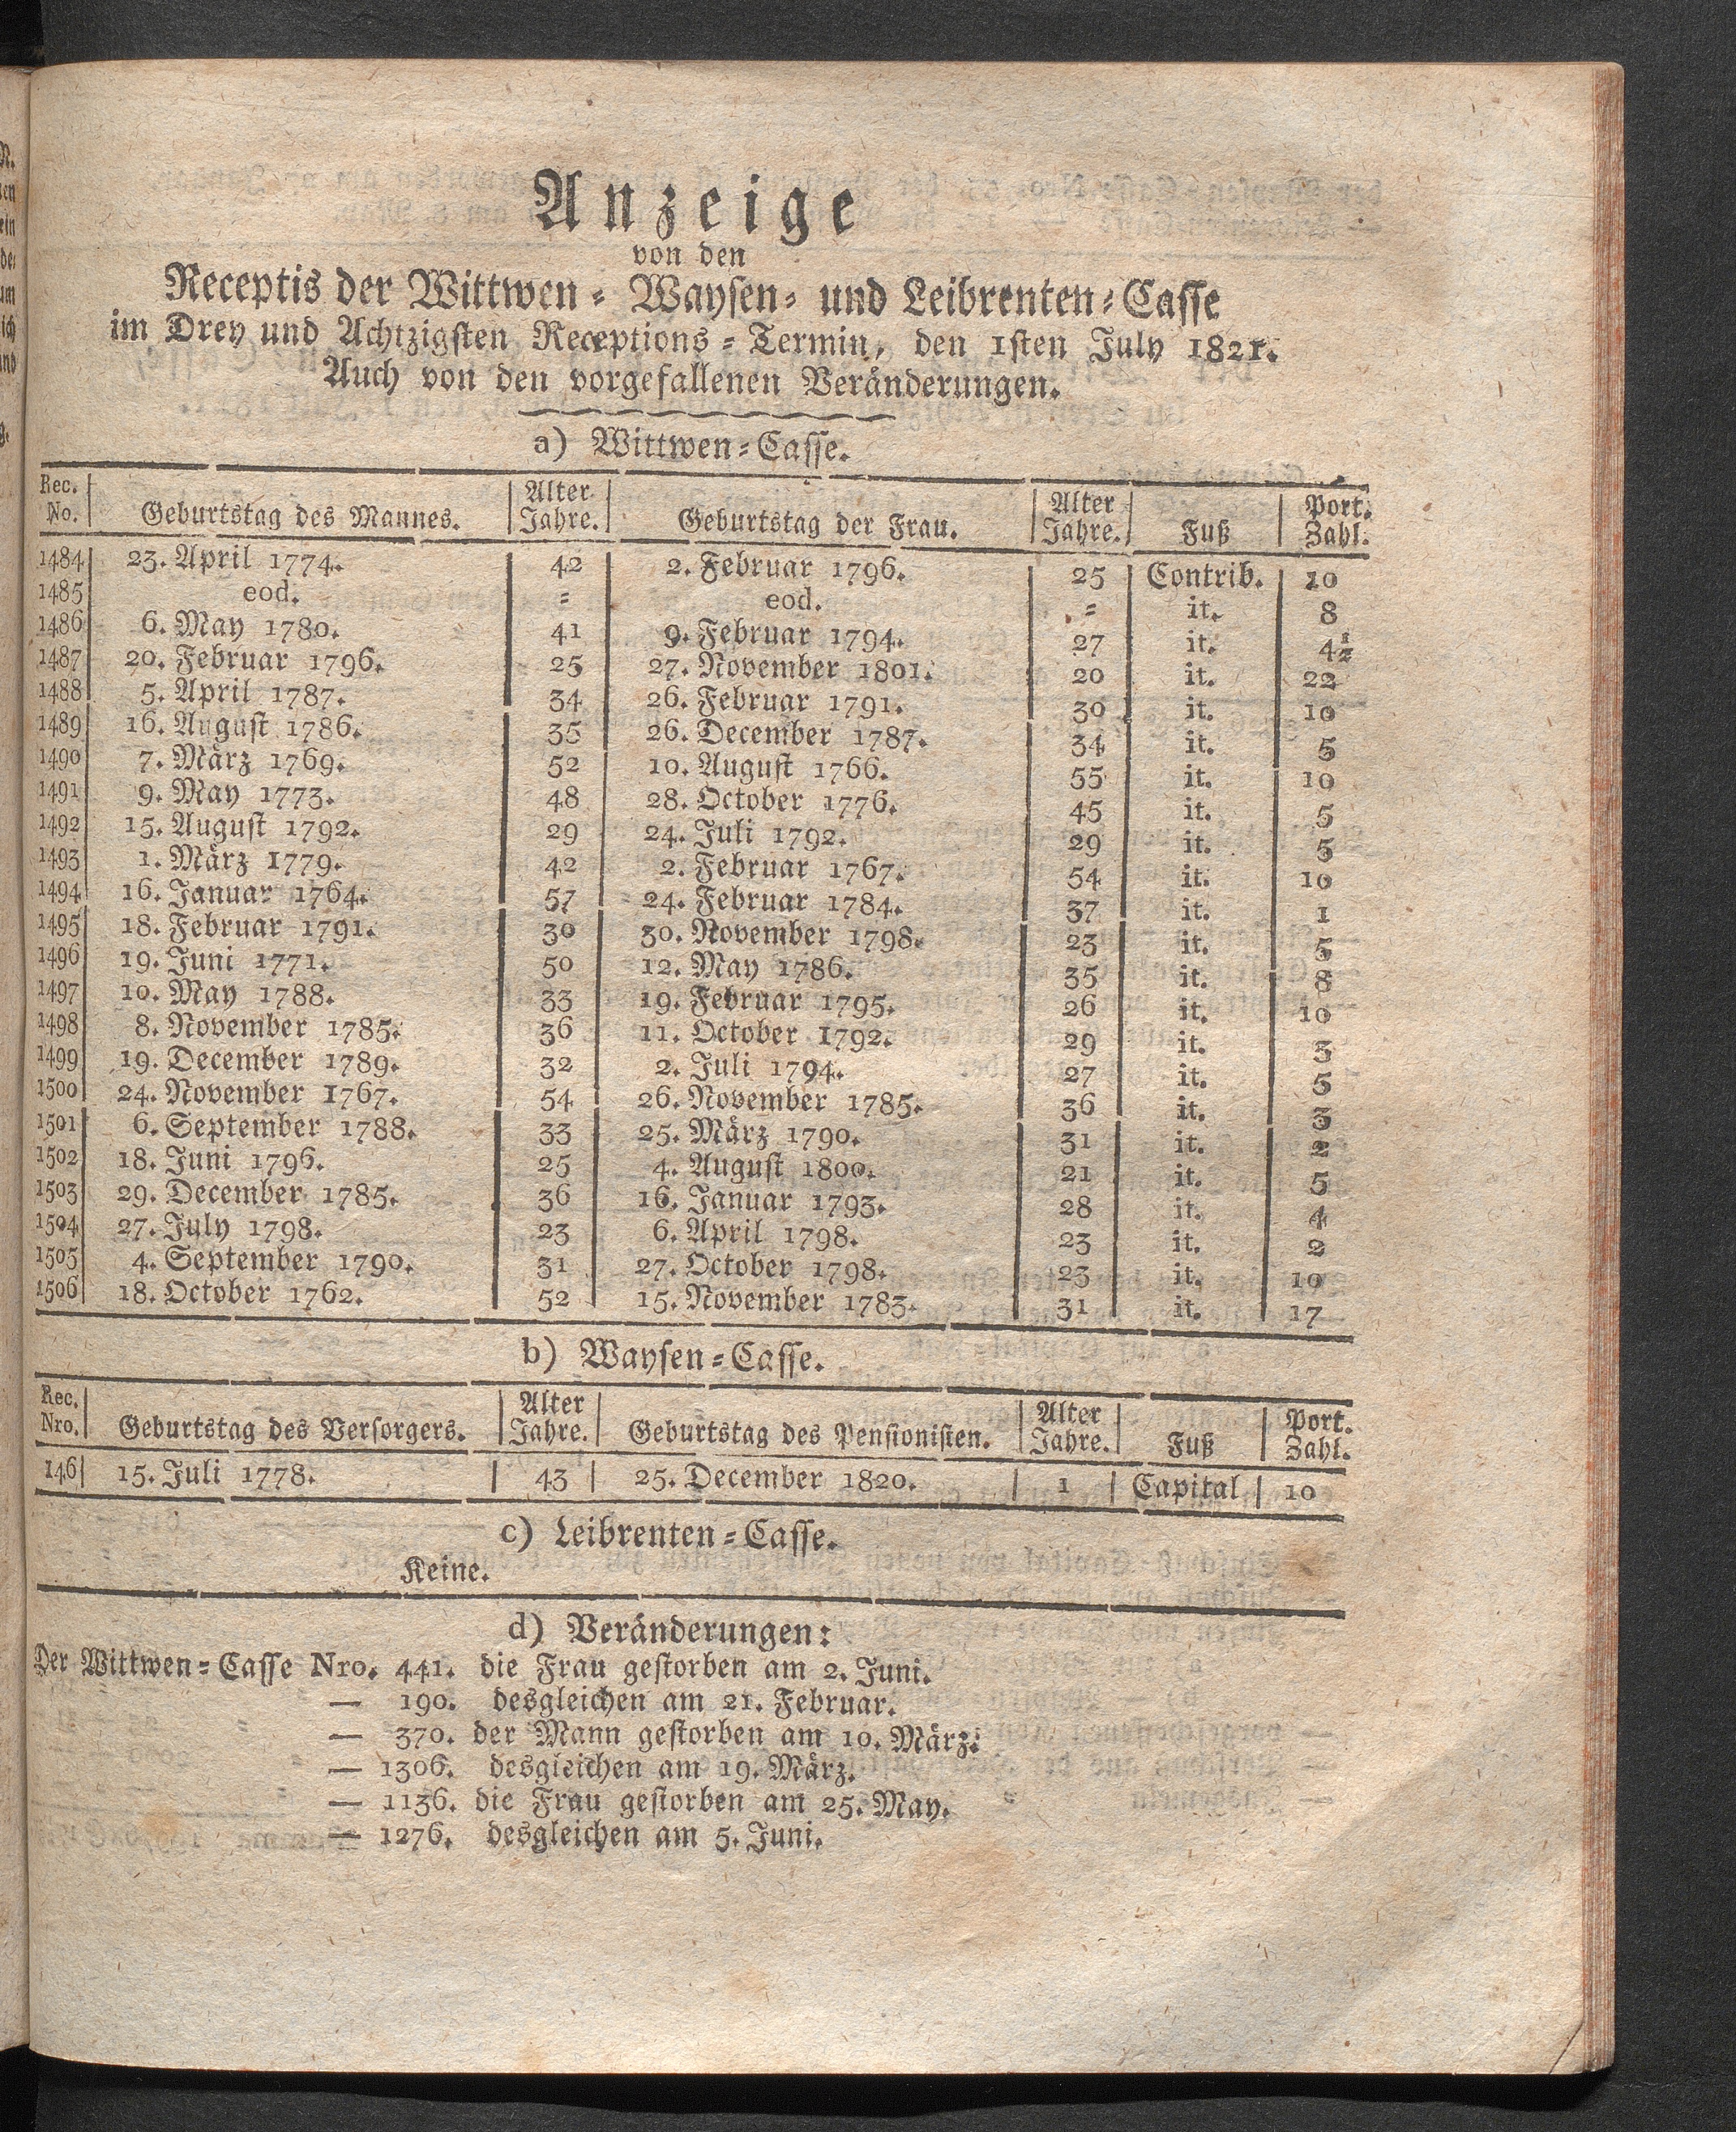 Anzeige
von den
Receptis der Wittwen- Waysen- und Leibrenten-Casse
im Drey und Achtzigsten Receptions-Termin, den 1sten July 1821.
Auch von den vorgefallenen Veränderungen.
a) Wittwen-Casse.
Rec. No. | Geburtstag des Mannes. | Alter Jahre. | Geburtstag der Frau. | Alter Jahre. | Fuß | Port. Zahl.
1484 | 23. April 1774. | 42 | 2. Februar 1796. | 25 | Contrib. | 10
1485 | eod. | = | eod. | = | it. | 8
1486 | 6. May 1780. | 41 | 9. Februar 1794. | 27 | it. | 4½
1487 | 20. Februar 1796. | 25 | 27. November 1801. | 20 | it. | 22
1488 | 5. April 1787. | 34 | 26. Februar 1791. | 30 | it. | 10
1489 | 16. August 1786. | 35 | 26. December 1787. | 34 | it. | 5
1490 | 7. März 1769. | 52 | 10. August 1766. | 55 | it. | 10
1491 | 9. May 1773. | 48 | 28. October 1776. | 45 | it. | 5
1492 | 15. August 1792. | 29 | 24. Juli 1792. | 29 | it. | 5
1493 | 1. März 1779. | 42 | 2. Februar 1767. | 54 | it. | 10
1494 | 16. Januar 1764. | 57 | 24. Februar 1784. | 37 | it. | 1
1495 | 18. Februar 1791. | 30 | 30. November 1798. | 23 | it. | 5
1496 | 19. Juni 1771. | 50 | 12. May 1786. | 35 | it. | 8
1497 | 10. May 1788. | 33 | 19. Februar 1795. | 26 | it. | 10
1498 | 8. November 1785. | 36 | 11. October 1792. | 29 | it. | 3
1499 | 19. December 1789. | 32 | 2. Juli 1794. | 27 | it. | 5
1500 | 24. November 1767. | 54 | 26. November 1785. | 36 | it. | 3
1501 | 6. September 1788. | 33 | 25. März 1790. | 31 | it. | 2
1502 | 18. Juni 1796. | 25 | 4. August 1800. | 21 | it. | 5
1503 | 29. December 1785. | 36 | 16. Januar 1793. | 28 | it. | 4
1504 | 27. July 1798. | 23 | 6. April 1798. | 23 | it. | 2
1505 | 4. September 1790. | 31 | 27. October 1798. | 23 | it. | 10
1506 | 18. October 1762. | 52 | 15. November 1783. | 31 | it. | 17
b) Waysen-Casse.
Rec. Nro. | Geburtstag des Versorgers. | Alter Jahre. | Geburtstag des Pensionisten. | Alter Jahre. | Fuß | Port. Zahl.
146 | 15. Juli 1778. | 43 | 25. December 1820. | 1 | Capital | 10
c) Leibrenten-Casse.
Keine.
d) Veränderungen:
Der Wittwen-Casse Nro. 441. die Frau gestorben am 2. Juni.
— 190. desgleichen am 21. Februar.
— 370. der Mann gestorben am 10. März.
— 1306. desgleichen am 19. März.
— 1136. die Frau gestorben am 25. May.
— 1276. desgleichen am 5. Juni.